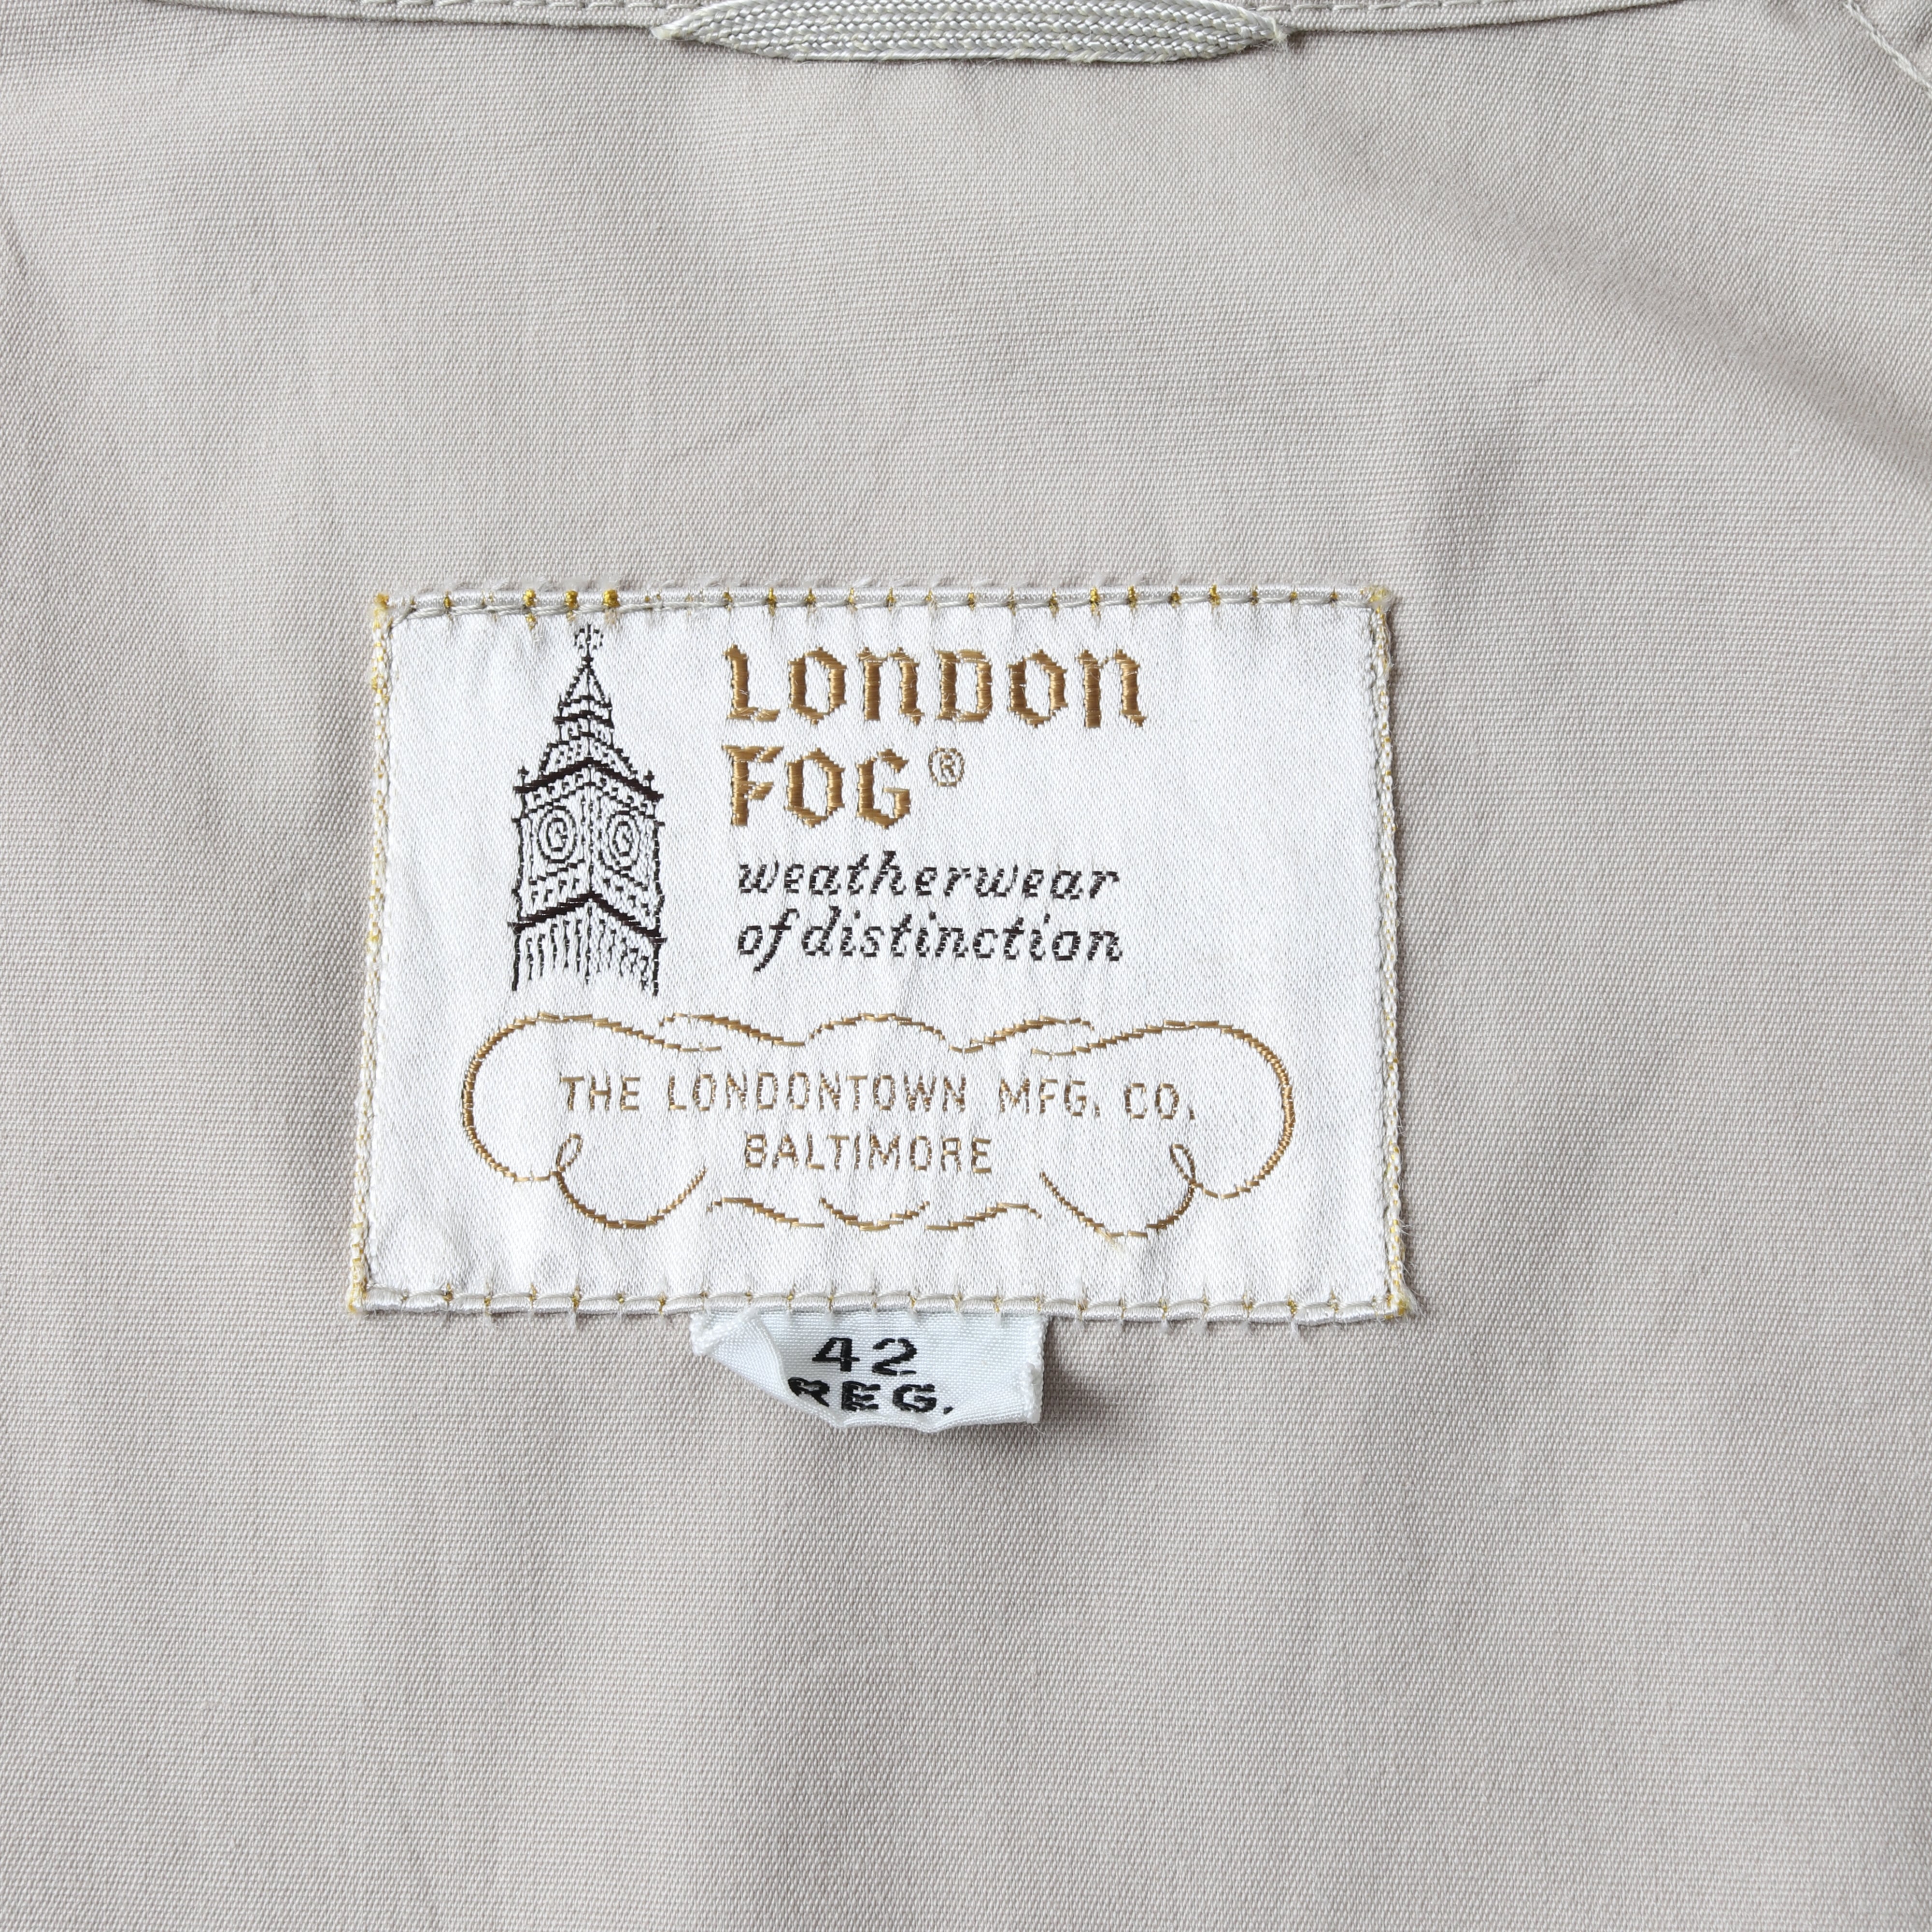 LONDON
FOG®
weatherwear
of distinction
THE LONDONTOWN MFG. CO.
BALTIMORE
42
REG.